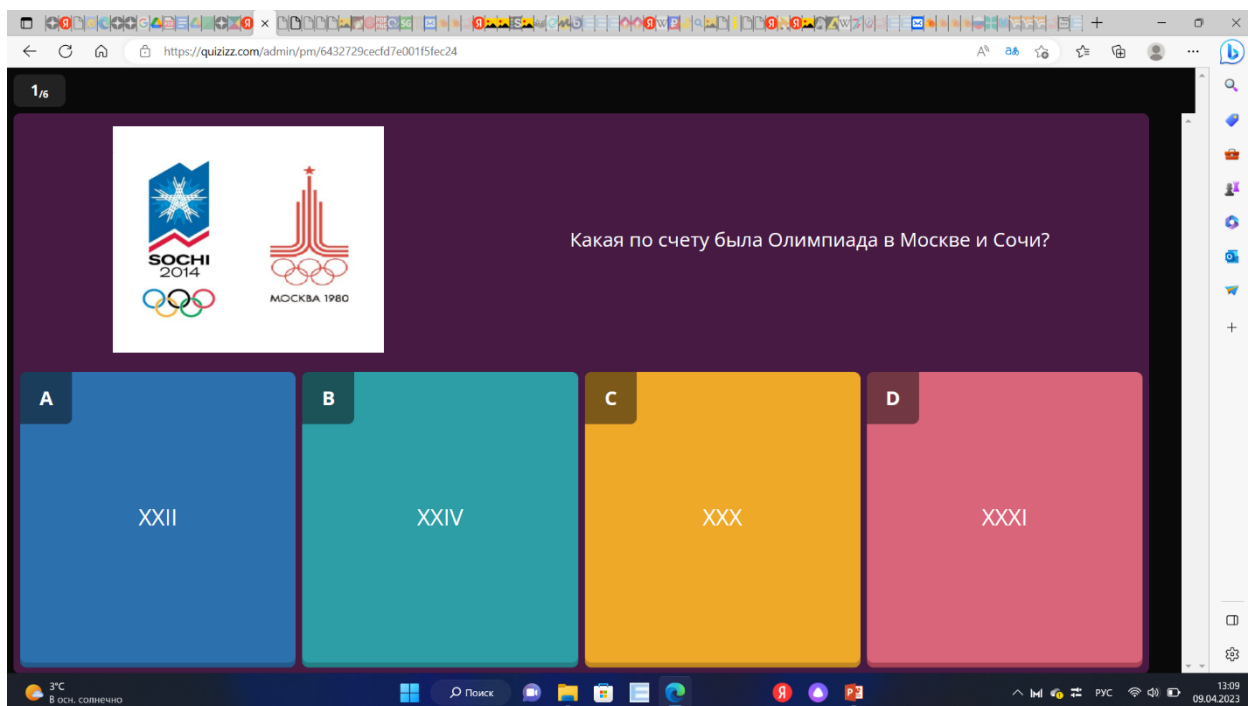 https://quizizz.com/admin/pm/6432729cecfd7e001f5fec24
1/6
SOCHI
2014
МОСКВА 1980
Какая по счету была Олимпиада в Москве и Сочи?
A
B
C
D
XXII
XXIV
XXX
XXXI
3°C
В осн. солнечно
Поиск
РУС
13:09
09.04.2023